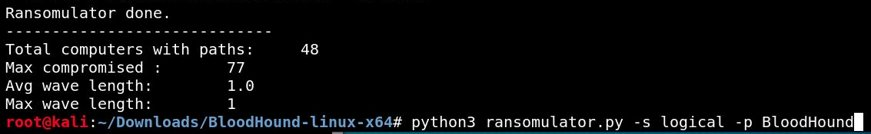 Ransomulator done.
-----------------------------
Total computers with paths:     48
Max compromised :       77
Avg wave length:        1.0
Max wave length:        1
root@kali:~/Downloads/BloodHound-linux-x64# python3 ransomulator.py -s logical -p BloodHound